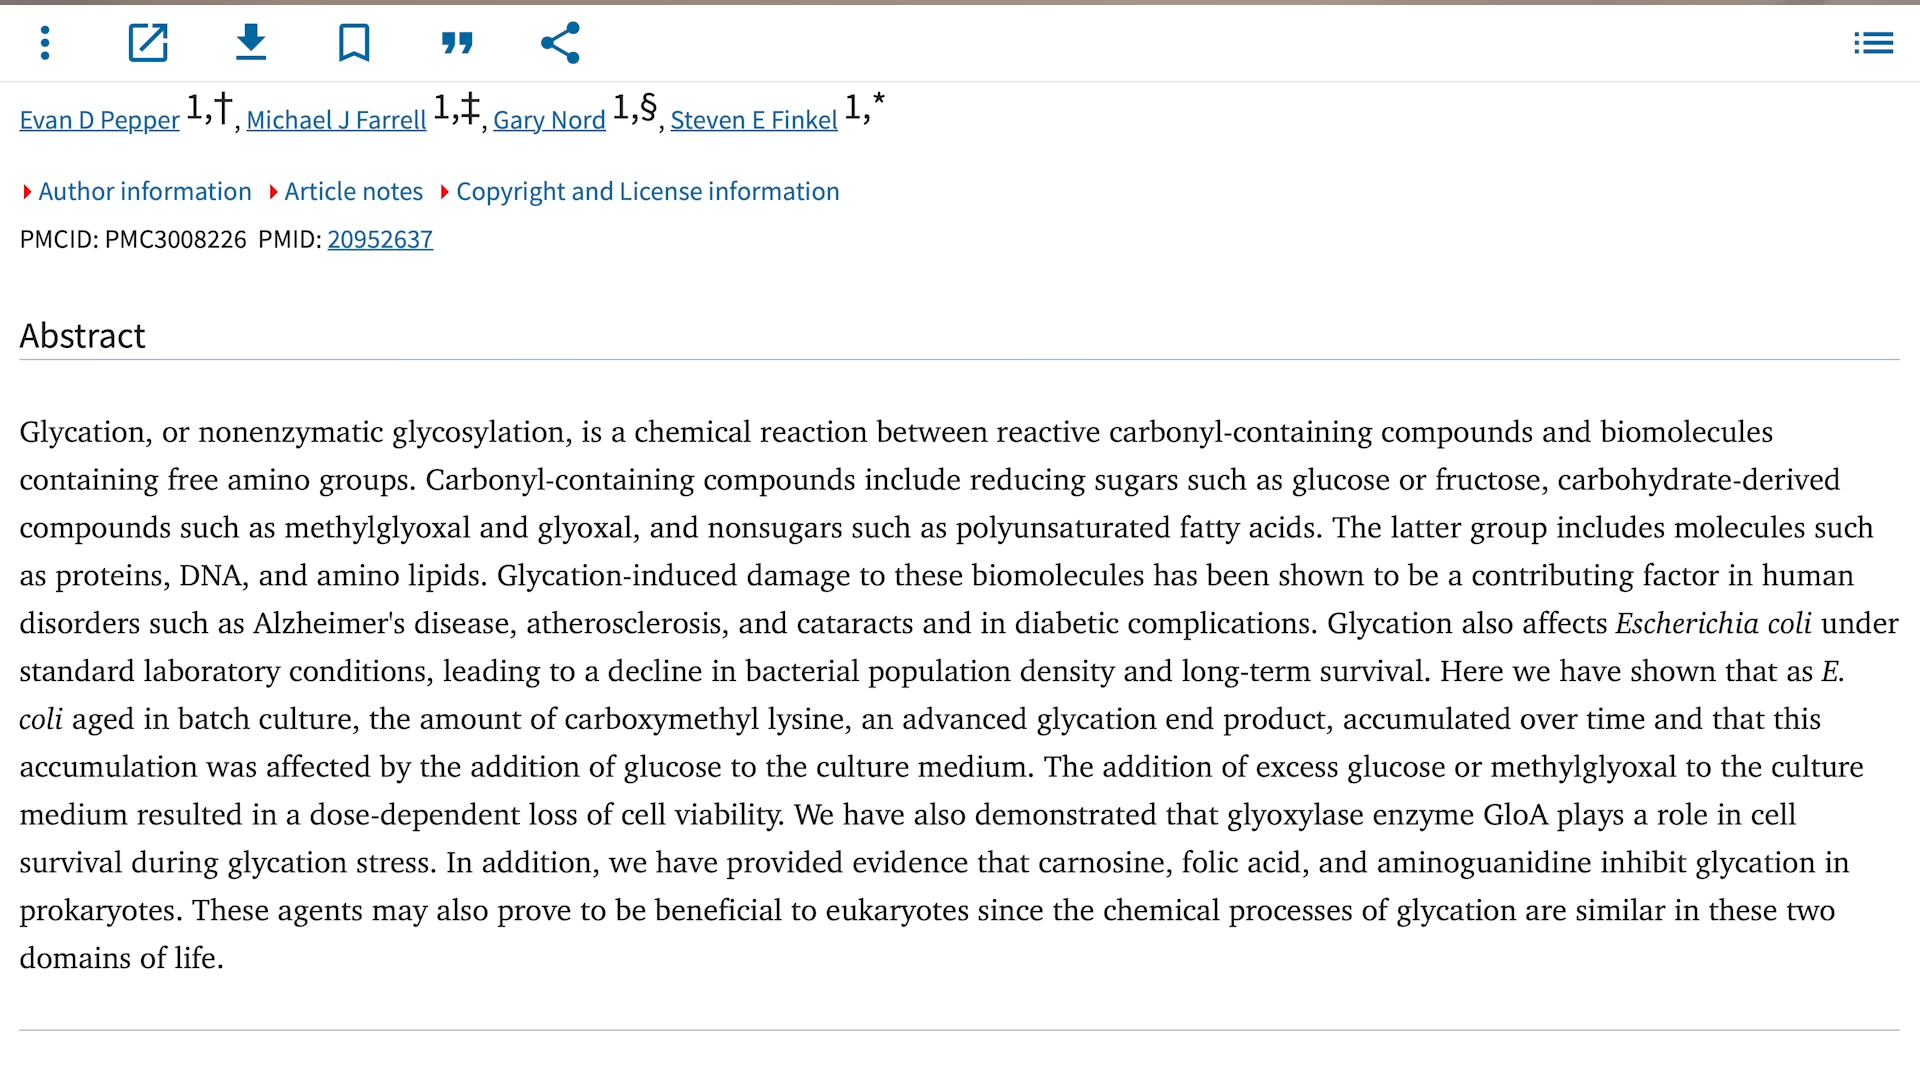 Evan D Pepper 1,†, Michael J Farrell 1,‡, Gary Nord 1,§, Steven E Finkel 1,*
Author information Article notes Copyright and License information
PMCID: PMC3008226 PMID: 20952637
Abstract
Glycation, or nonenzymatic glycosylation, is a chemical reaction between reactive carbonyl-containing compounds and biomolecules
containing free amino groups. Carbonyl-containing compounds include reducing sugars such as glucose or fructose, carbohydrate-derived
compounds such as methylglyoxal and glyoxal, and nonsugars such as polyunsaturated fatty acids. The latter group includes molecules such
as proteins, DNA, and amino lipids. Glycation-induced damage to these biomolecules has been shown to be a contributing factor in human
disorders such as Alzheimer's disease, atherosclerosis, and cataracts and in diabetic complications. Glycation also affects Escherichia coli under
standard laboratory conditions, leading to a decline in bacterial population density and long-term survival. Here we have shown that as E.
coli aged in batch culture, the amount of carboxymethyl lysine, an advanced glycation end product, accumulated over time and that this
accumulation was affected by the addition of glucose to the culture medium. The addition of excess glucose or methylglyoxal to the culture
medium resulted in a dose-dependent loss of cell viability. We have also demonstrated that glyoxylase enzyme GloA plays a role in cell
survival during glycation stress. In addition, we have provided evidence that carnosine, folic acid, and aminoguanidine inhibit glycation in
prokaryotes. These agents may also prove to be beneficial to eukaryotes since the chemical processes of glycation are similar in these two
domains of life.